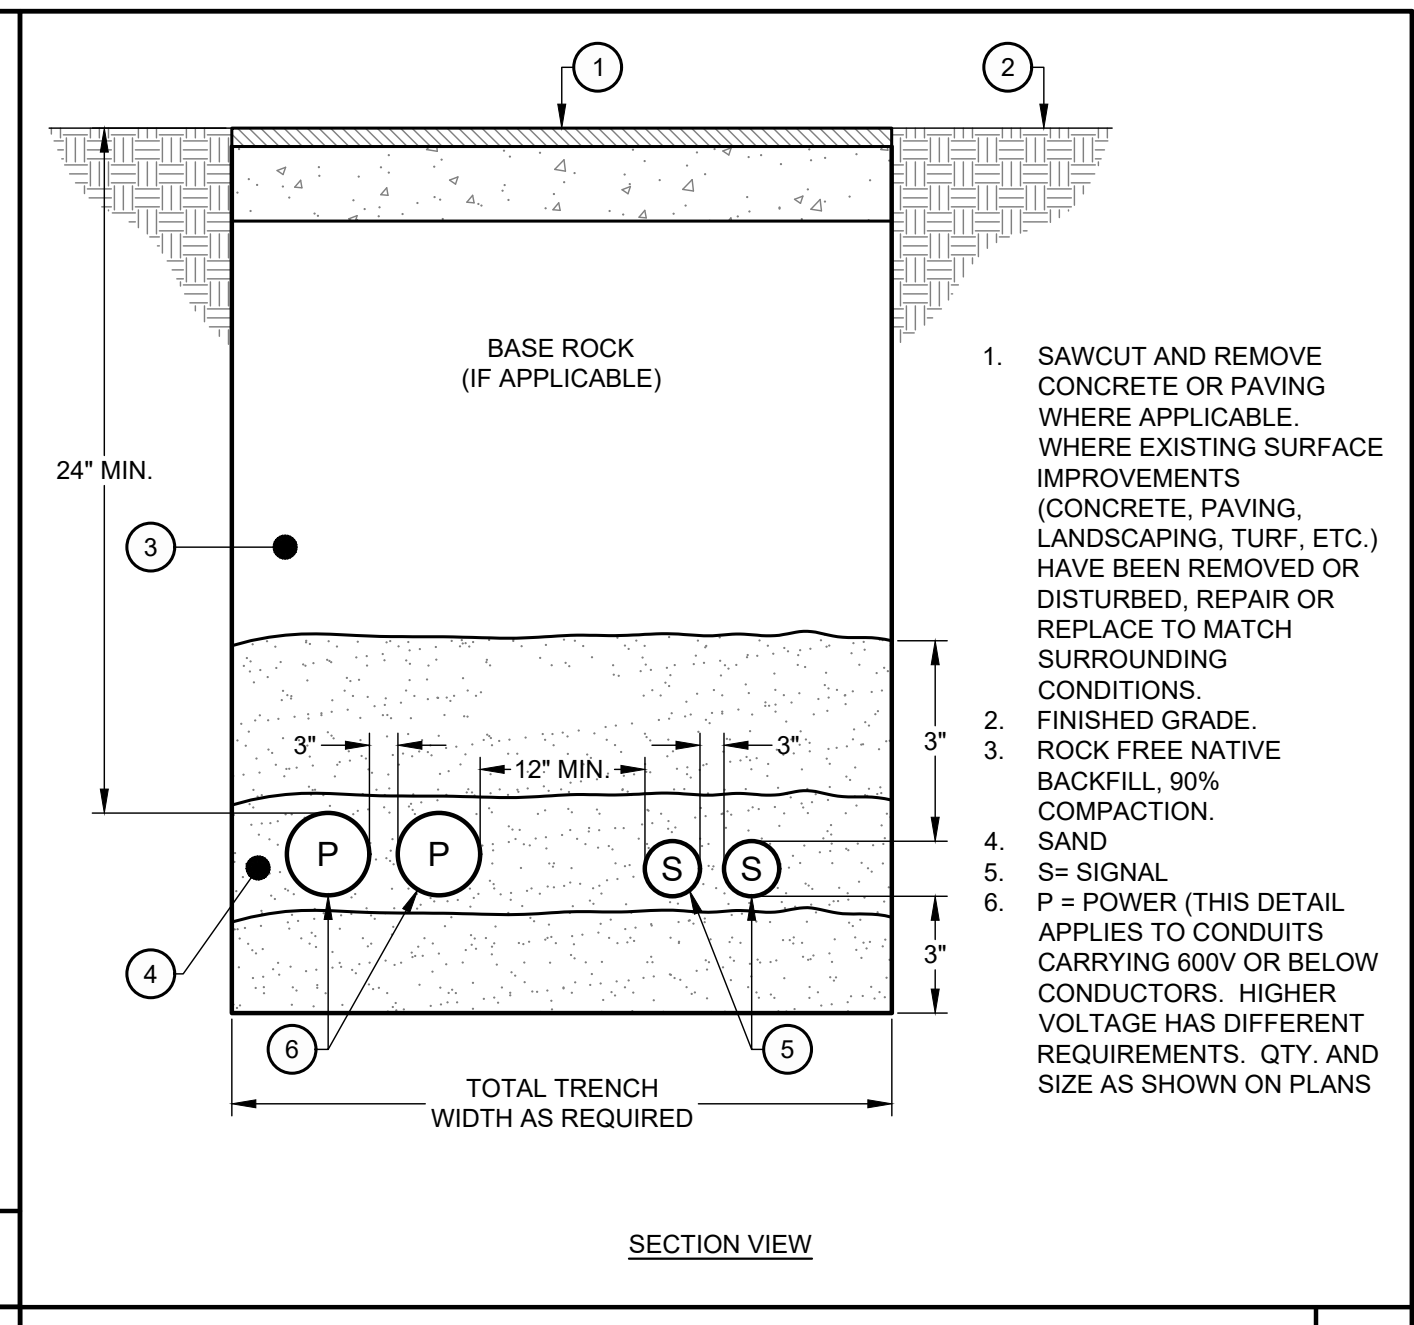 1
2
BASE ROCK
(IF APPLICABLE)
24" MIN.
3
3"
12" MIN.
3"
3"
P
P
S
S
3"
4
6
5
TOTAL TRENCH
WIDTH AS REQUIRED
1. SAWCUT AND REMOVE
CONCRETE OR PAVING
WHERE APPLICABLE.
WHERE EXISTING SURFACE
IMPROVEMENTS
(CONCRETE, PAVING,
LANDSCAPING, TURF, ETC.)
HAVE BEEN REMOVED OR
DISTURBED, REPAIR OR
REPLACE TO MATCH
SURROUNDING
CONDITIONS.
2. FINISHED GRADE.
3. ROCK FREE NATIVE
BACKFILL, 90%
COMPACTION.
4. SAND
5. S= SIGNAL
6. P = POWER (THIS DETAIL
APPLIES TO CONDUITS
CARRYING 600V OR BELOW
CONDUCTORS. HIGHER
VOLTAGE HAS DIFFERENT
REQUIREMENTS. QTY. AND
SIZE AS SHOWN ON PLANS
SECTION VIEW